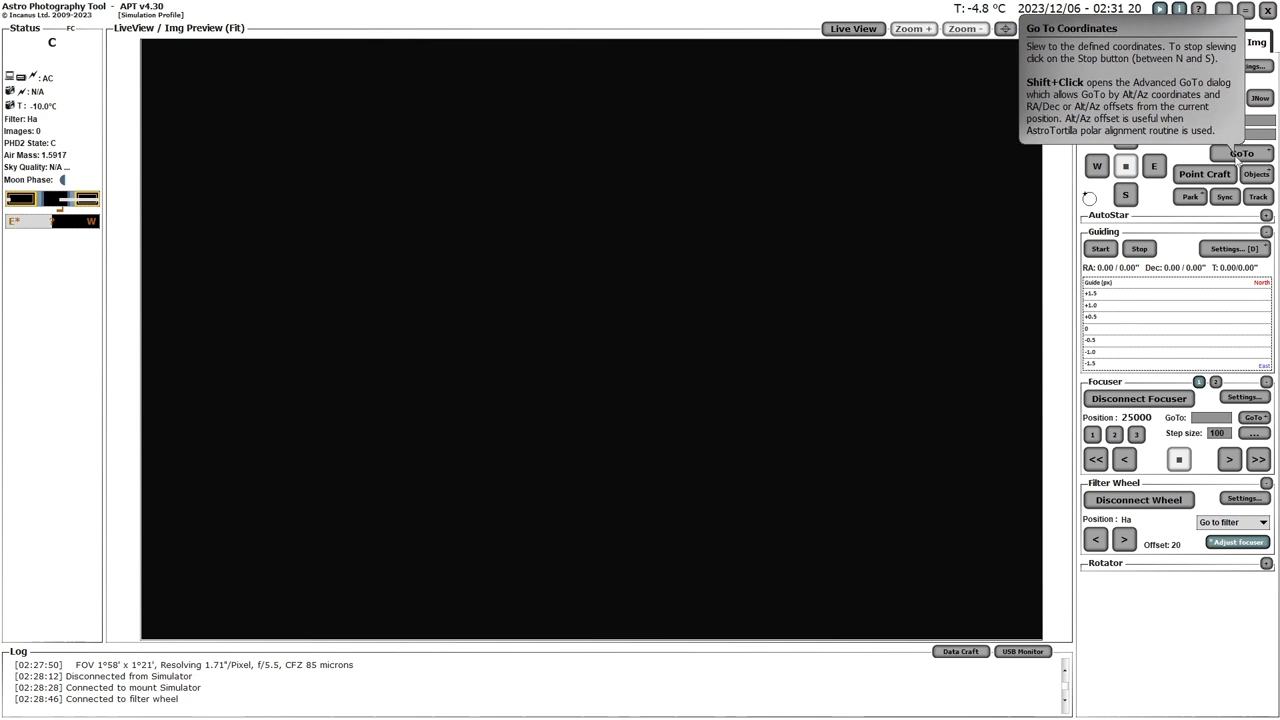 Astro Photography Tool - APT v4.30
© Incanus Ltd. 2009-2023 [Simulation Profile]
T: -4.8 °C 2023/12/06 - 02:31 20
i ? = x
Status FC
C
: AC
: N/A
T : -10.0°C
Filter: Ha
Images: 0
PHD2 State: C
Air Mass: 1.5917
Sky Quality: N/A ...
Moon Phase:
E* W
LiveView / Img Preview (Fit)
Live View Zoom + Zoom -
Go To Coordinates
Slew to the defined coordinates. To stop slewing
click on the Stop button (between N and S).
Shift+Click opens the Advanced GoTo dialog
which allows GoTo by Alt/Az coordinates and
RA/Dec or Alt/Az offsets from the current
position. Alt/Az offset is useful when
AstroTortilla polar alignment routine is used.
Img
JNow
GoTo
W E Point Craft Objects
S Park Sync Track
AutoStar +
Guiding -
Start Stop Settings... [D]
RA: 0.00 / 0.00" Dec: 0.00 / 0.00" T: 0.00/0.00"
Guide (px) North
+1.5
+1.0
+0.5
0
-0.5
-1.0
-1.5 East
Focuser 1 2 -
Disconnect Focuser Settings...
Position : 25000 GoTo: GoTo
1 2 3 Step size: 100 ...
<< < > >>
Filter Wheel -
Disconnect Wheel Settings...
Position : Ha Go to filter
< > Offset: 20 *Adjust focuser
Rotator +
Log Data Craft USB Monitor
[02:27:50] FOV 1°58' x 1°21', Resolving 1.71"/Pixel, f/5.5, CFZ 85 microns
[02:28:12] Disconnected from Simulator
[02:28:28] Connected to mount Simulator
[02:28:46] Connected to filter wheel